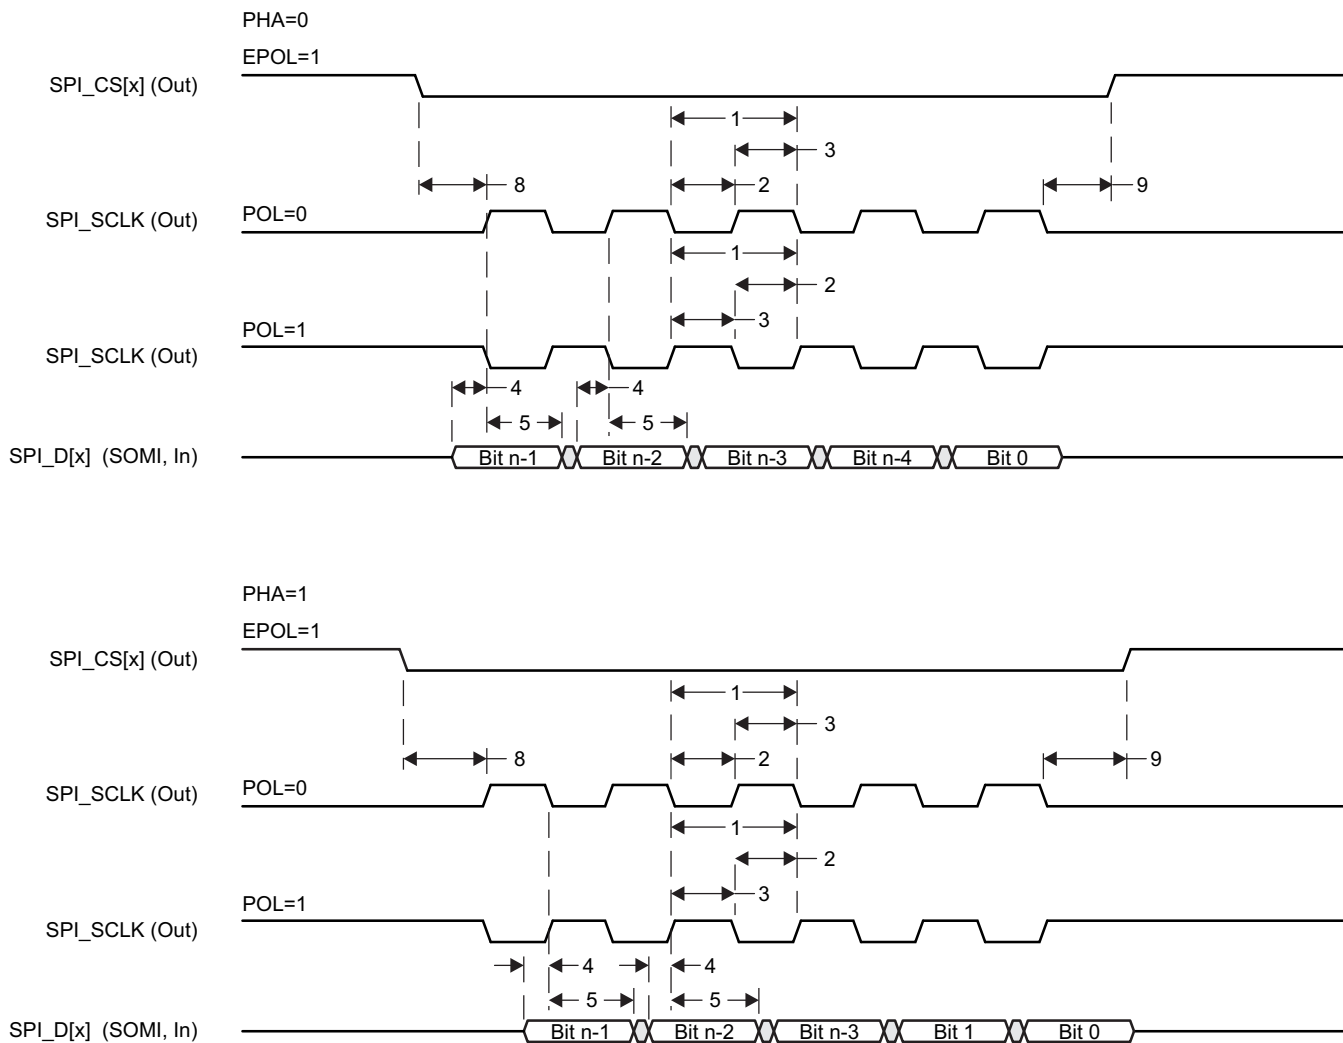 PHA=0
EPOL=1
SPI_CS[x] (Out)
1
3
8
2
9
SPI_SCLK (Out)
POL=0
1
2
3
POL=1
SPI_SCLK (Out)
4
4
5
5
SPI_D[x] (SOMI, In)
Bit n-1
Bit n-2
Bit n-3
Bit n-4
Bit 0
PHA=1
EPOL=1
SPI_CS[x] (Out)
1
3
8
2
9
SPI_SCLK (Out)
POL=0
1
2
3
POL=1
SPI_SCLK (Out)
4
4
5
5
SPI_D[x] (SOMI, In)
Bit n-1
Bit n-2
Bit n-3
Bit 1
Bit 0